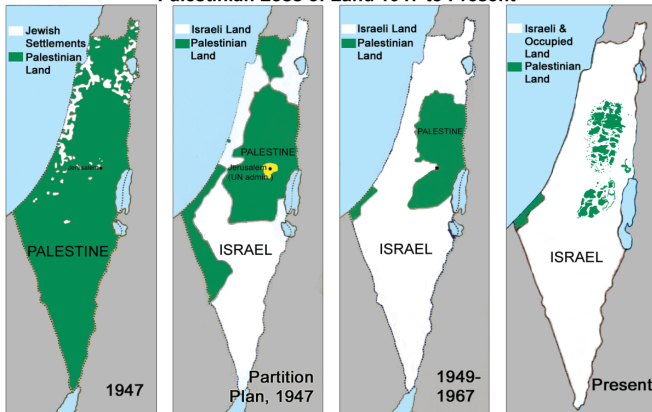 Palestinian Loss of Land 1947 to Present
Jewish
Settlements
Palestinian
Land
Jerusalem
PALESTINE
1947
Israeli Land
Palestinian
Land
PALESTINE
Jerusalem
(UN admin.)
ISRAEL
Partition
Plan, 1947
Israeli Land
Palestinian
Land
PALESTINE
ISRAEL
1949-
1967
Israeli &
Occupied
Land
Palestinian
Land
ISRAEL
Present